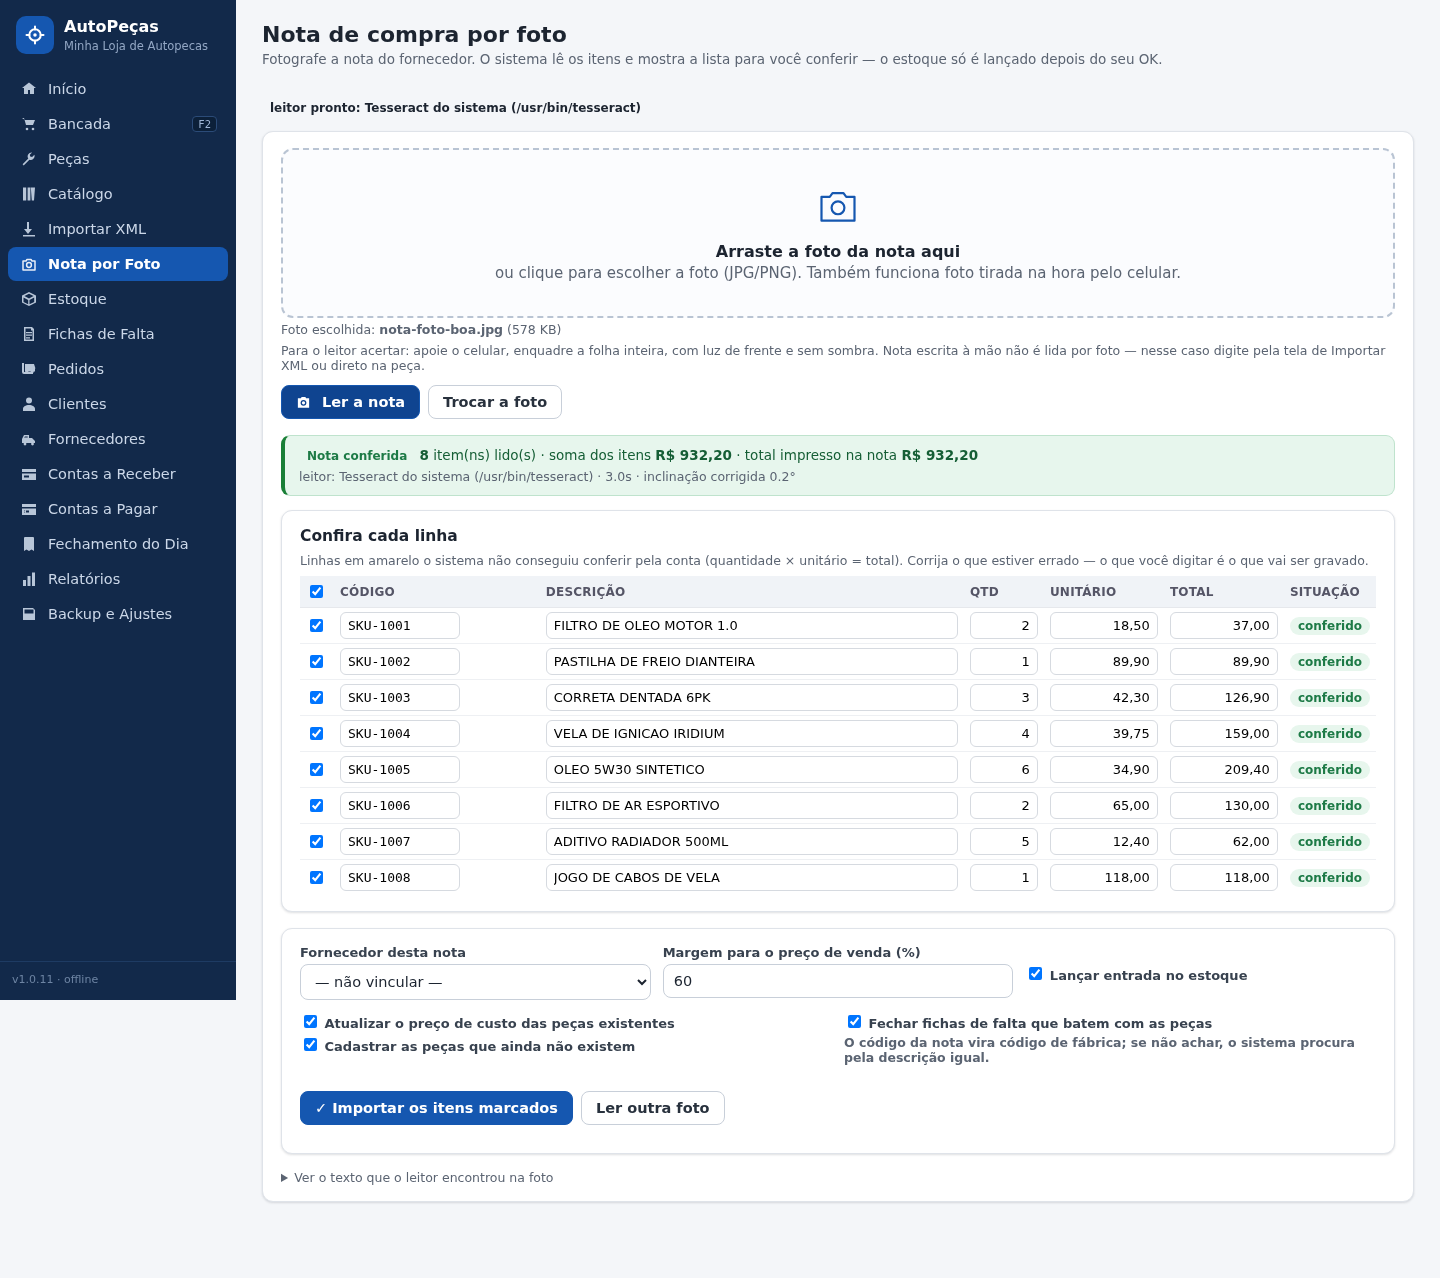 AutoPeças
Minha Loja de Autopecas
Início
Bancada F2
Peças
Catálogo
Importar XML
Nota por Foto
Estoque
Fichas de Falta
Pedidos
Clientes
Fornecedores
Contas a Receber
Contas a Pagar
Fechamento do Dia
Relatórios
Backup e Ajustes
v1.0.11 · offline
Nota de compra por foto
Fotografe a nota do fornecedor. O sistema lê os itens e mostra a lista para você conferir — o estoque só é lançado depois do seu OK.
leitor pronto: Tesseract do sistema (/usr/bin/tesseract)
Arraste a foto da nota aqui
ou clique para escolher a foto (JPG/PNG). Também funciona foto tirada na hora pelo celular.
Foto escolhida: nota-foto-boa.jpg (578 KB)
Para o leitor acertar: apoie o celular, enquadre a folha inteira, com luz de frente e sem sombra. Nota escrita à mão não é lida por foto — nesse caso digite pela tela de Importar
XML ou direto na peça.
Ler a nota Trocar a foto
Nota conferida 8 item(ns) lido(s) · soma dos itens R$ 932,20 · total impresso na nota R$ 932,20
leitor: Tesseract do sistema (/usr/bin/tesseract) · 3.0s · inclinação corrigida 0.2°
Confira cada linha
Linhas em amarelo o sistema não conseguiu conferir pela conta (quantidade × unitário = total). Corrija o que estiver errado — o que você digitar é o que vai ser gravado.
CÓDIGO DESCRIÇÃO QTD UNITÁRIO TOTAL SITUAÇÃO
SKU-1001 FILTRO DE OLEO MOTOR 1.0 2 18,50 37,00 conferido
SKU-1002 PASTILHA DE FREIO DIANTEIRA 1 89,90 89,90 conferido
SKU-1003 CORRETA DENTADA 6PK 3 42,30 126,90 conferido
SKU-1004 VELA DE IGNICAO IRIDIUM 4 39,75 159,00 conferido
SKU-1005 OLEO 5W30 SINTETICO 6 34,90 209,40 conferido
SKU-1006 FILTRO DE AR ESPORTIVO 2 65,00 130,00 conferido
SKU-1007 ADITIVO RADIADOR 500ML 5 12,40 62,00 conferido
SKU-1008 JOGO DE CABOS DE VELA 1 118,00 118,00 conferido
Fornecedor desta nota Margem para o preço de venda (%)
— não vincular — 60 Lançar entrada no estoque
Atualizar o preço de custo das peças existentes Fechar fichas de falta que batem com as peças
Cadastrar as peças que ainda não existem O código da nota vira código de fábrica; se não achar, o sistema procura
pela descrição igual.
✓ Importar os itens marcados Ler outra foto
Ver o texto que o leitor encontrou na foto